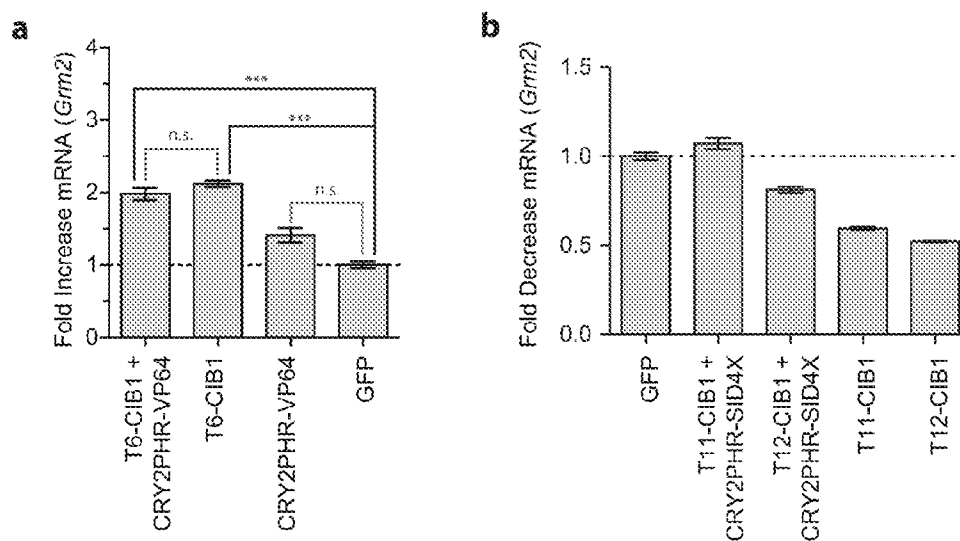 a
Fold Increase mRNA (Grm2)
4
3
2
1
0
***
***
n.s.
n.s.
T6-CIB1 +
CRY2PHR-VP64
T6-CIB1
CRY2PHR-VP64
GFP
b
Fold Decrease mRNA (Grm2)
1.5
1.0
0.5
0.0
GFP
T11-CIB1 +
CRY2PHR-SID4X
T12-CIB1 +
CRY2PHR-SID4X
T11-CIB1
T12-CIB1